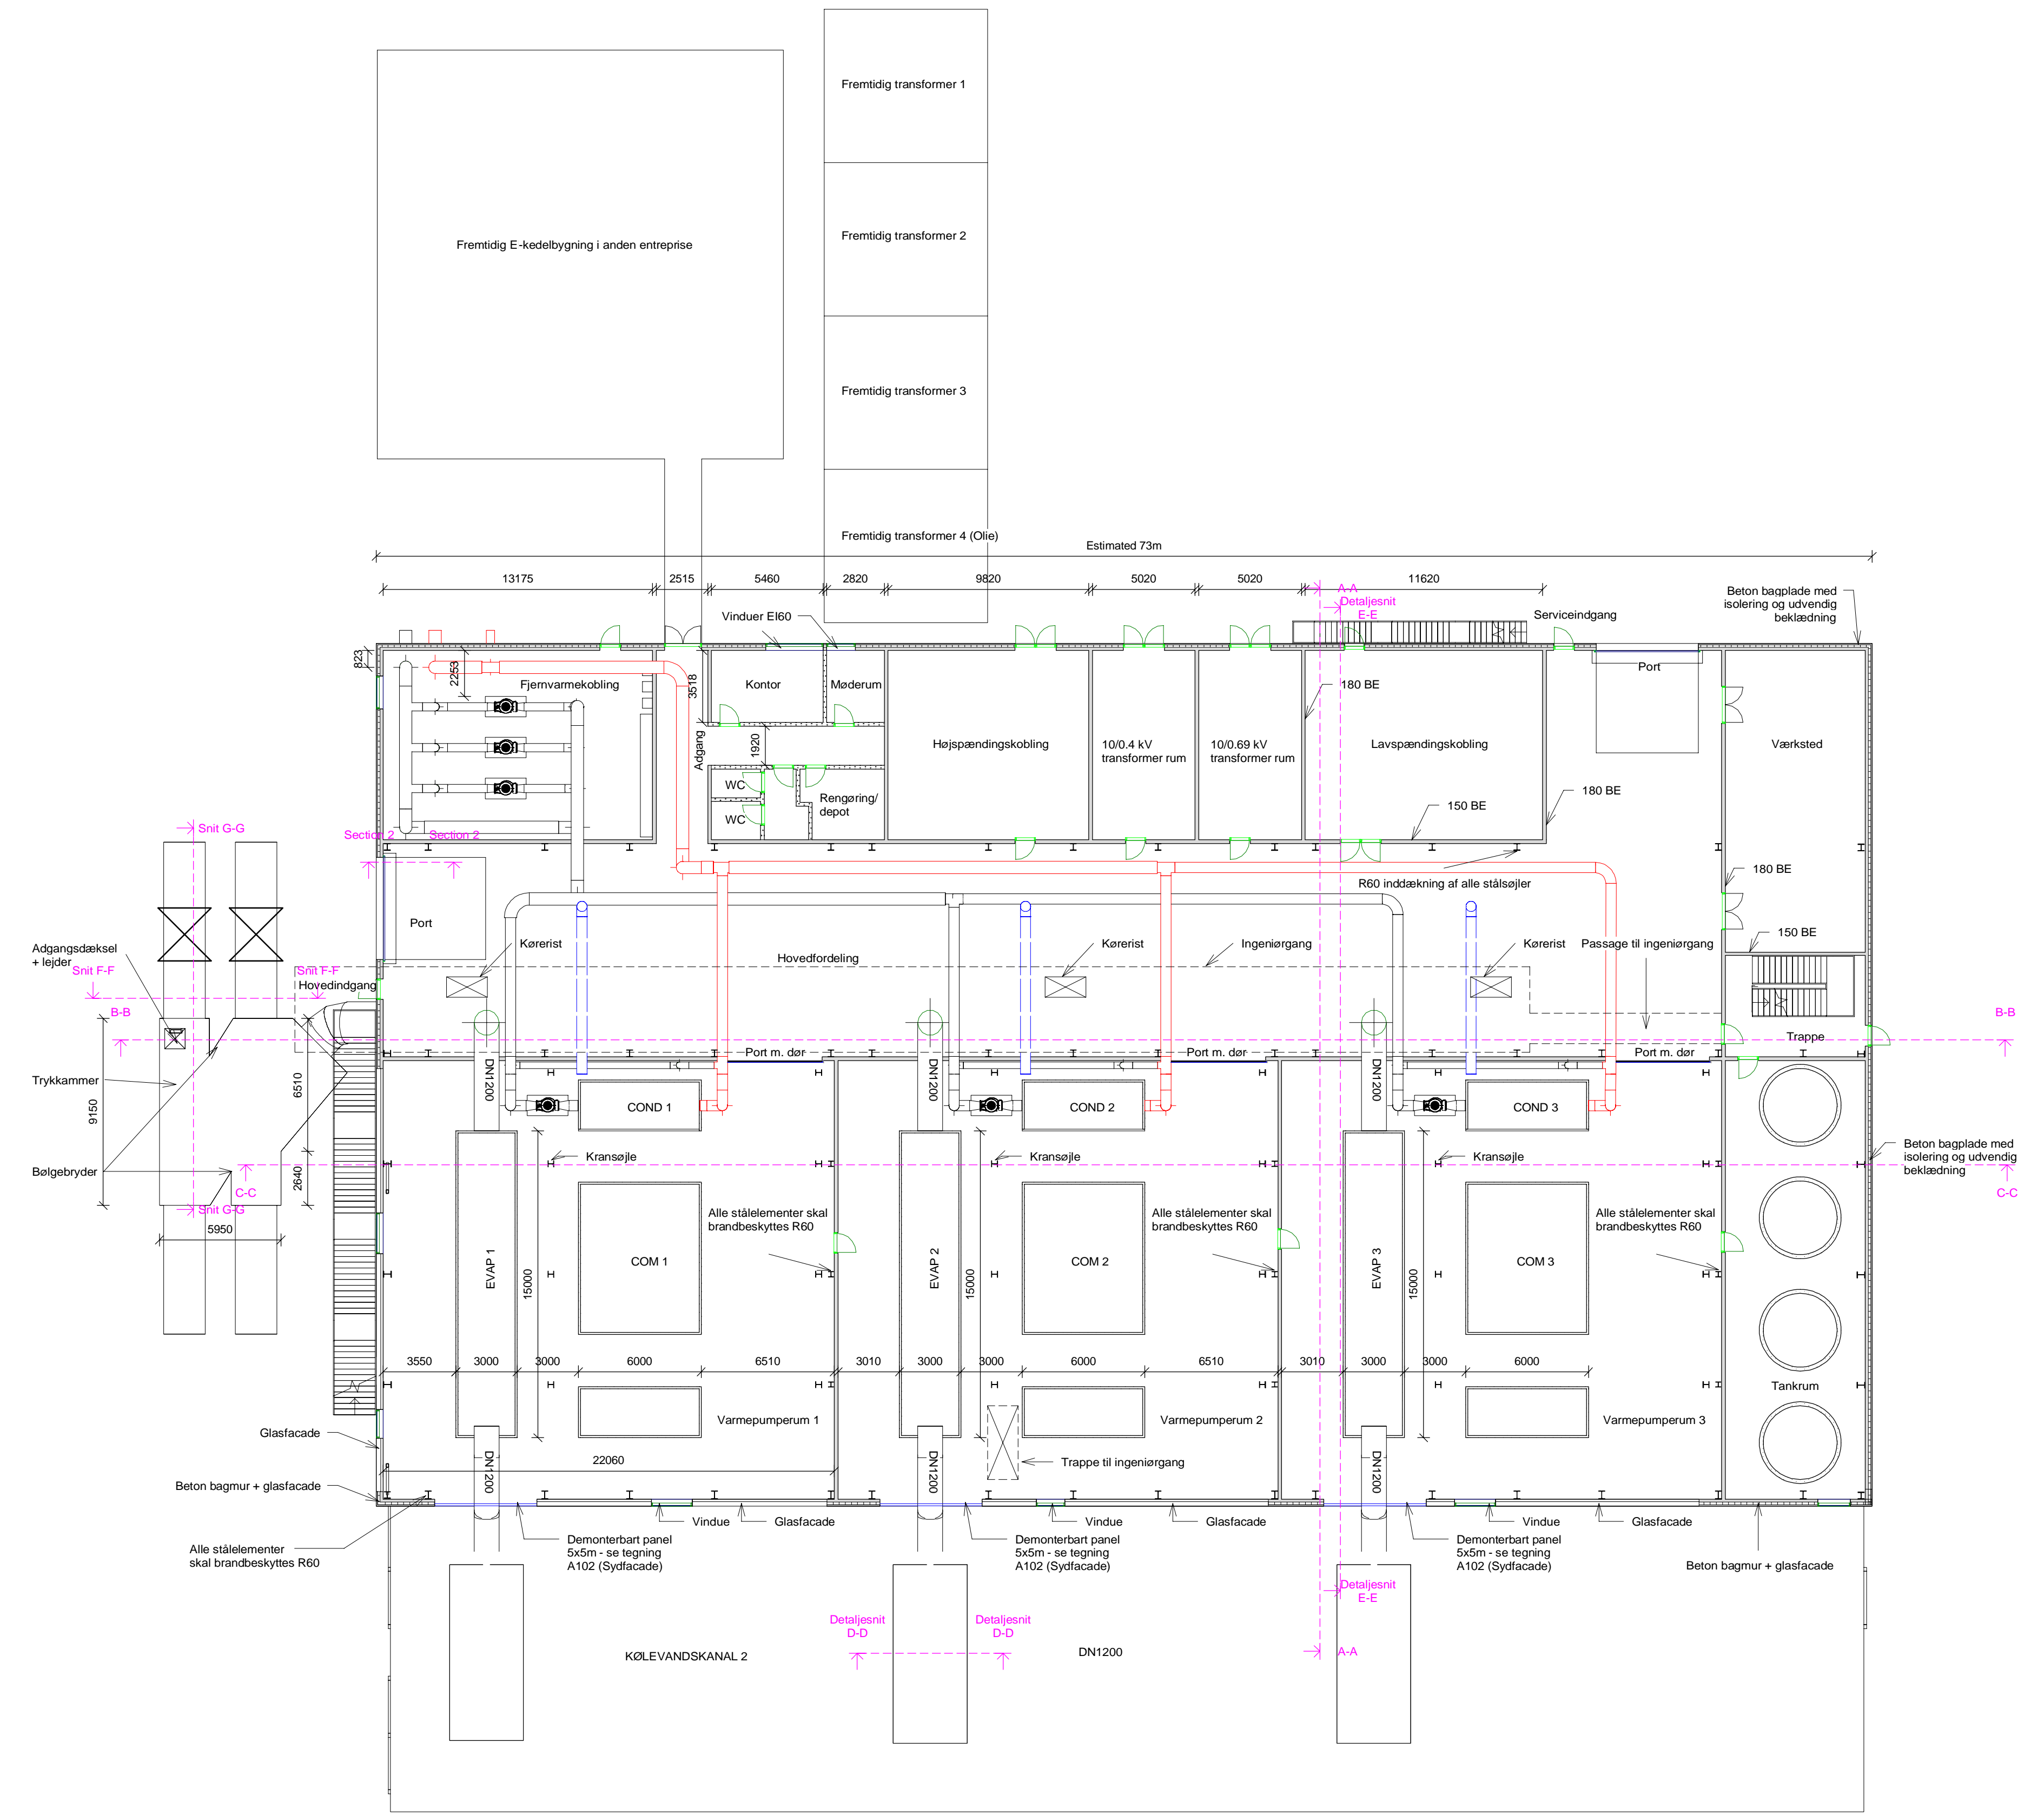 Fremtidig transformer 1
Fremtidig transformer 2
Fremtidig E-kedelbygning i anden entreprise
Fremtidig transformer 3
Fremtidig transformer 4 (Olie)
Estimated 73m
13175
2515
5460
2820
9820
5020
5020
11620
A-A
Detaljesnit
E-E
Serviceindgang
Beton bagplade med
isolering og udvendig
beklædning
Vinduer EI60
823
2253
Fjernvarmekobling
3518
Kontor
Møderum
180 BE
Port
Adgang
1920
Højspændingskobling
10/0.4 kV
transformer rum
10/0.69 kV
transformer rum
Lavspændingskobling
Værksted
WC
WC
Rengøring/
depot
150 BE
180 BE
Snit G-G
Section 2
Section 2
180 BE
R60 inddækning af alle stålsøjler
Port
150 BE
Adgangsdæksel
+ lejder
Kørerist
Kørerist
Ingeniørgang
Kørerist
Passage til ingeniørgang
Hovedfordeling
Snit F-F
Snit F-F
Hovedindgang
B-B
B-B
Trappe
Port m. dør
Port m. dør
Port m. dør
Trykkammer
DN1200
DN1200
DN1200
9150
6510
COND 1
COND 2
COND 3
Kransøjle
Kransøjle
Kransøjle
Beton bagplade med
isolering og udvendig
beklædning
Bølgebryder
2640
C-C
C-C
Snit G-G
5950
Alle stålelementer skal
brandbeskyttes R60
Alle stålelementer skal
brandbeskyttes R60
Alle stålelementer skal
brandbeskyttes R60
EVAP 1
15000
COM 1
EVAP 2
15000
COM 2
EVAP 3
15000
COM 3
3550
3000
3000
6000
6510
3010
3000
3000
6000
6510
3010
3000
3000
6000
Tankrum
Varmepumperum 1
Varmepumperum 2
Varmepumperum 3
Glasfacade
22060
Trappe til ingeniørgang
DN1200
DN1200
DN1200
Beton bagmur + glasfacade
Vindue
Glasfacade
Vindue
Glasfacade
Vindue
Glasfacade
Alle stålelementer
skal brandbeskyttes R60
Demonterbart panel
5x5m - se tegning
A102 (Sydfacade)
Demonterbart panel
5x5m - se tegning
A102 (Sydfacade)
Demonterbart panel
5x5m - se tegning
A102 (Sydfacade)
Beton bagmur + glasfacade
Detaljesnit
E-E
Detaljesnit
D-D
Detaljesnit
D-D
KØLEVANDSKANAL 2
DN1200
A-A